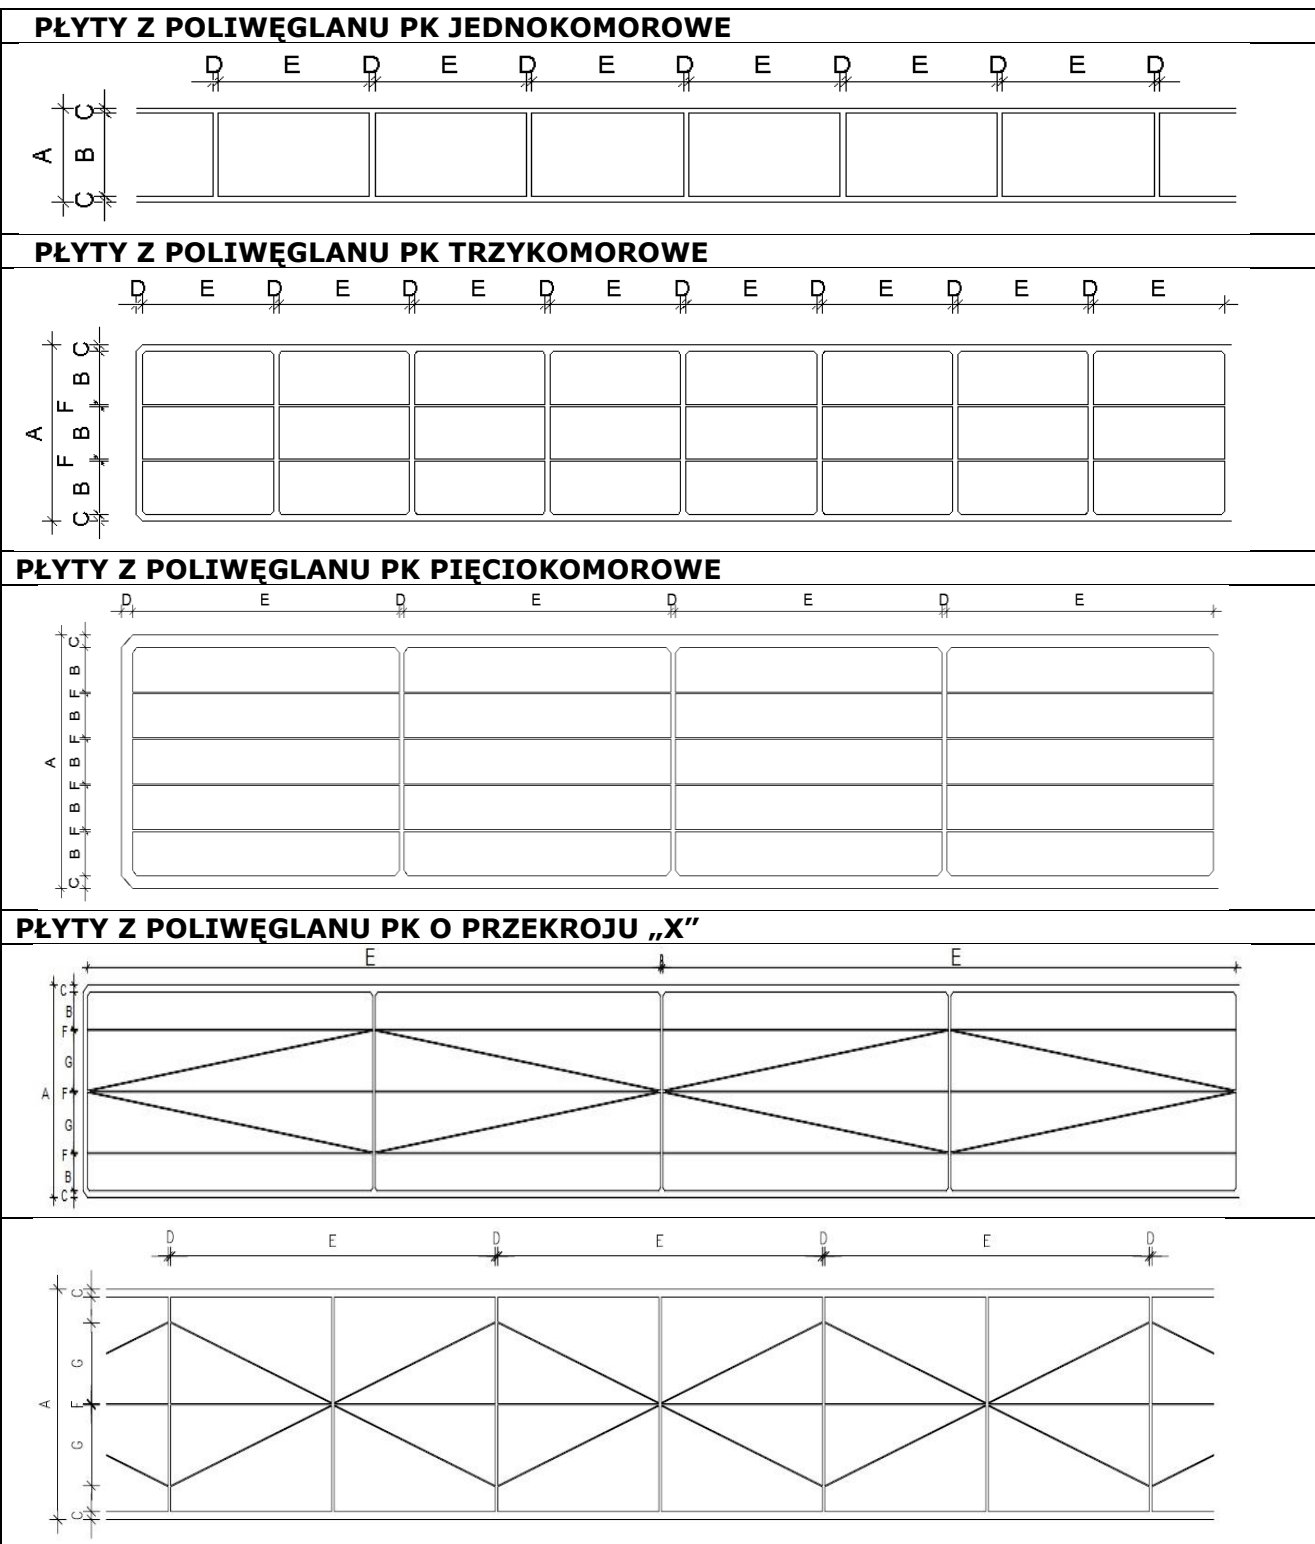 PŁYTY Z POLIWĘGLANU PK JEDNOKOMOROWE
D E D E D E D E D E D E D
C
B
A
C
PŁYTY Z POLIWĘGLANU PK TRZYKOMOROWE
D E D E D E D E D E D E D E D E
C
B
F
A B
F
B
C
PŁYTY Z POLIWĘGLANU PK PIĘCIOKOMOROWE
D E D E D E D E
C
B
F
B
F
A B
F
B
F
B
C
PŁYTY Z POLIWĘGLANU PK O PRZEKROJU „X”
E E
C
B
F
G
A F
G
F
B
C
D E D E D E D
C
G
A F
G
C